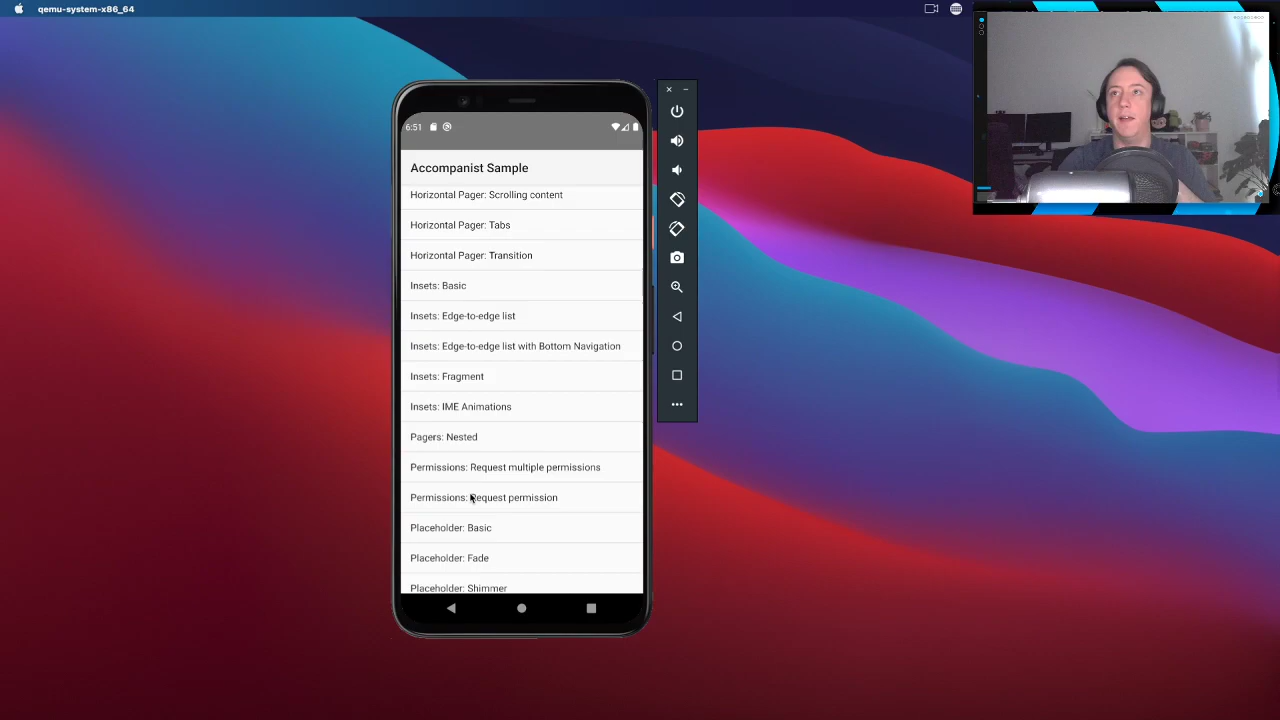 qemu-system-x86_64
6:51
Accompanist Sample
Horizontal Pager: Scrolling content
Horizontal Pager: Tabs
Horizontal Pager: Transition
Insets: Basic
Insets: Edge-to-edge list
Insets: Edge-to-edge list with Bottom Navigation
Insets: Fragment
Insets: IME Animations
Pagers: Nested
Permissions: Request multiple permissions
Permissions: Request permission
Placeholder: Basic
Placeholder: Fade
Placeholder: Shimmer